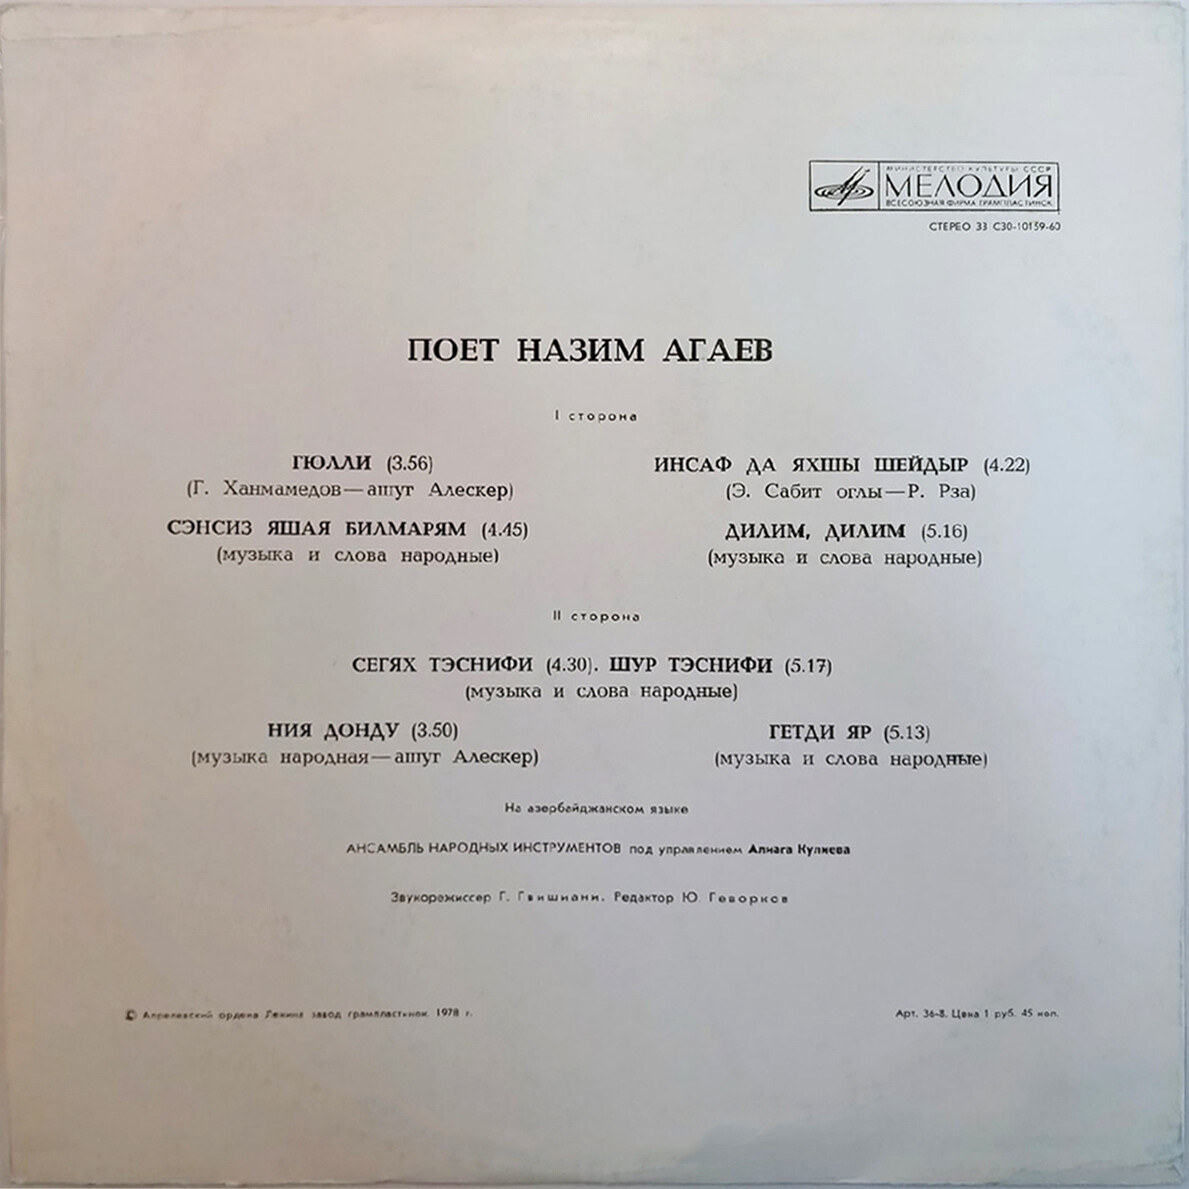 МИНИСТЕРСТВО КУЛЬТУРЫ СССР
МЕЛОДИЯ
ВСЕСОЮЗНАЯ ФИРМА ГРАМПЛАСТИНОК
СТЕРЕО 33 С30-10159-60
ПОЕТ НАЗИМ АГАЕВ
I сторона
ГЮЛЛИ (3.56)
(Г. Ханмамедов—ашуг Алескер)
СЭНСИЗ ЯШАЯ БИЛМАРЯМ (4.45)
(музыка и слова народные)
ИНСАФ ДА ЯХШЫ ШЕЙДЫР (4.22)
(Э. Сабит оглы—Р. Рза)
ДИЛИМ, ДИЛИМ (5.16)
(музыка и слова народные)
II сторона
СЕГЯХ ТЭСНИФИ (4.30). ШУР ТЭСНИФИ (5.17)
(музыка и слова народные)
НИЯ ДОНДУ (3.50)
(музыка народная—ашуг Алескер)
ГЕТДИ ЯР (5.13)
(музыка и слова народные)
На азербайджанском языке
АНСАМБЛЬ НАРОДНЫХ ИНСТРУМЕНТОВ под управлением Алиага Кулиева
Звукорежиссер Г. Гвишиани. Редактор Ю. Геворков
© Апрелевский ордена Ленина завод грампластинок. 1978 г.
Арт. 36-8. Цена 1 руб. 45 коп.